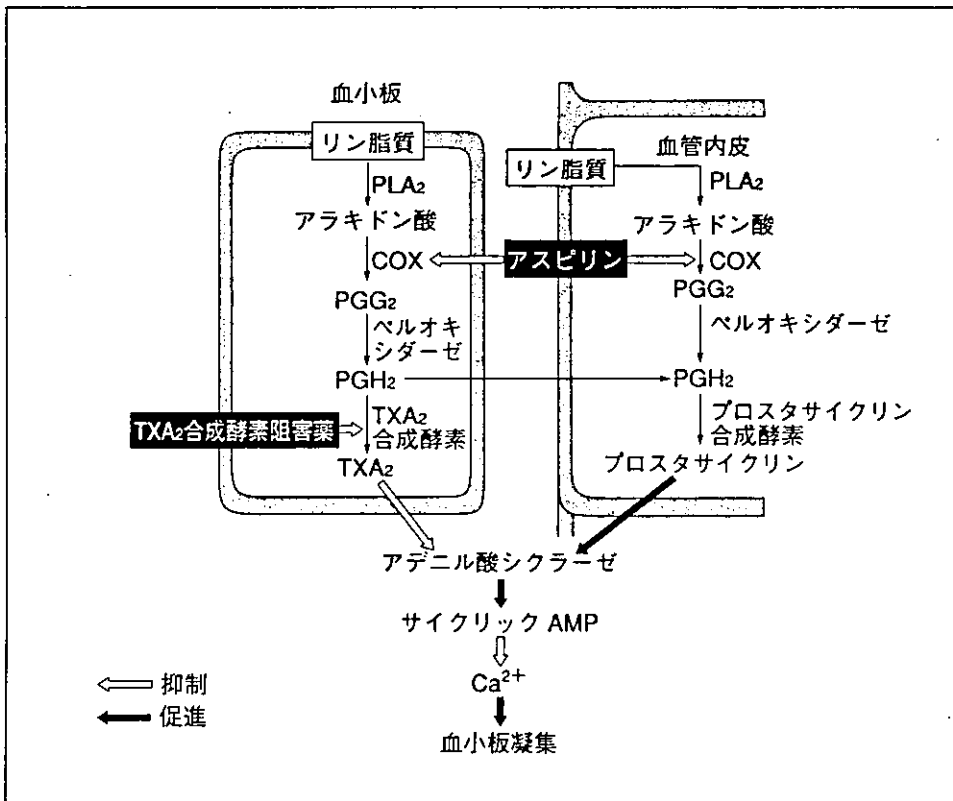 血小板
リン脂質
PLA₂
アラキドン酸
COX
PGG₂
ペルオキ
シダーゼ
PGH₂
TXA₂合成酵素阻害薬
TXA₂
合成酵素
TXA₂
アスピリン
血管内皮
リン脂質
PLA₂
アラキドン酸
COX
PGG₂
ペルオキシダーゼ
PGH₂
プロスタサイクリン
合成酵素
プロスタサイクリン
アデニル酸シクラーゼ
サイクリック AMP
Ca²⁺
血小板凝集
抑制
促進